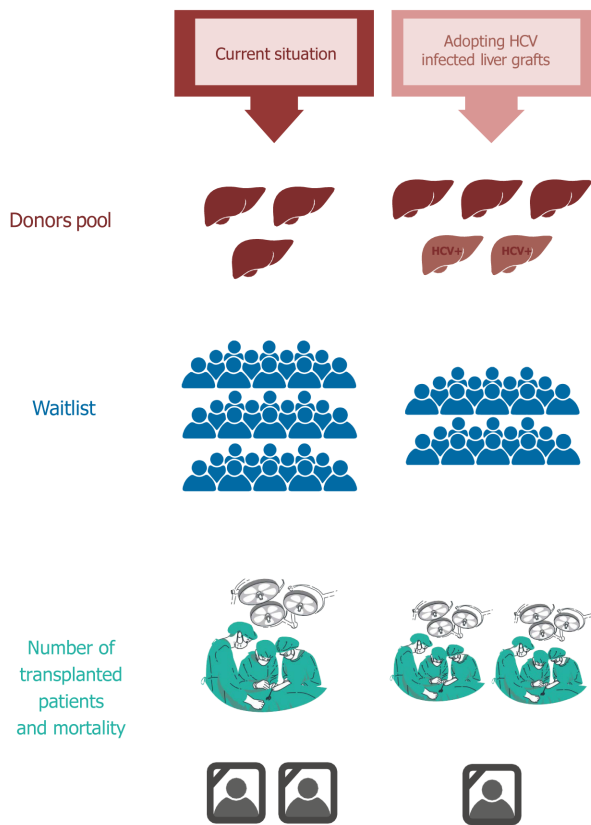 Current situation
Adopting HCV
infected liver grafts
Donors pool
HCV+
HCV+
Waitlist
Number of
transplanted
patients
and mortality